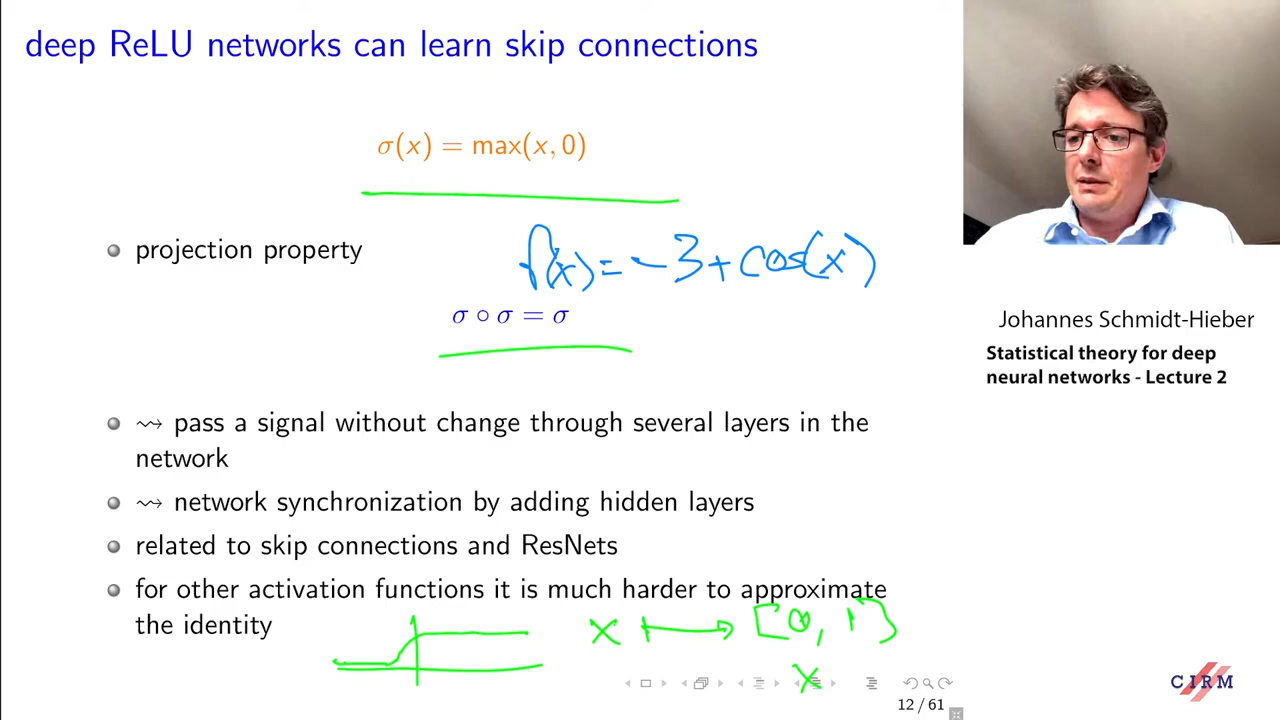 deep ReLU networks can learn skip connections
σ(x) = max(x, 0)
projection property
f(x) = -3 + cos(x)
σ ∘ σ = σ
⇝ pass a signal without change through several layers in the
network
⇝ network synchronization by adding hidden layers
related to skip connections and ResNets
for other activation functions it is much harder to approximate
the identity
x ↦ [0, 1]
x
12 / 61
Johannes Schmidt-Hieber
Statistical theory for deep
neural networks - Lecture 2
CIRM